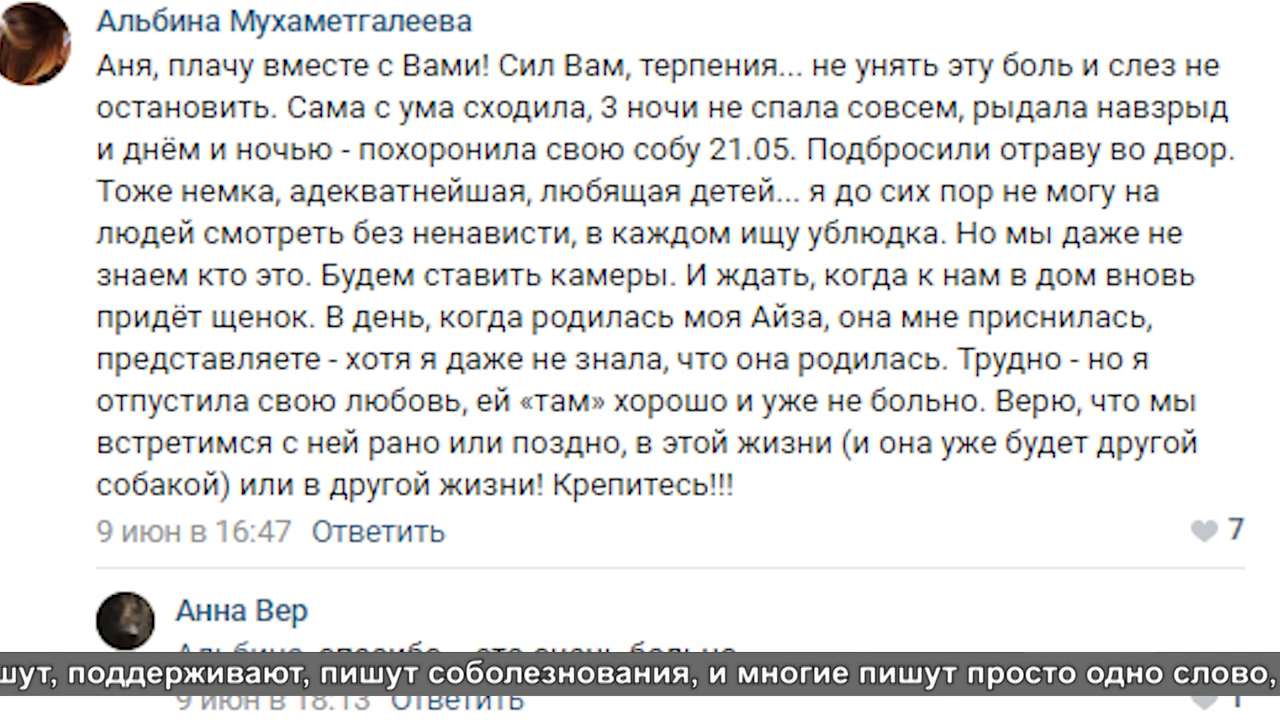 Альбина Мухаметгалеева
Аня, плачу вместе с Вами! Сил Вам, терпения... не унять эту боль и слез не
остановить. Сама с ума сходила, 3 ночи не спала совсем, рыдала навзрыд
и днём и ночью - похоронила свою собу 21.05. Подбросили отраву во двор.
Тоже немка, адекватнейшая, любящая детей... я до сих пор не могу на
людей смотреть без ненависти, в каждом ищу ублюдка. Но мы даже не
знаем кто это. Будем ставить камеры. И ждать, когда к нам в дом вновь
придёт щенок. В день, когда родилась моя Айза, она мне приснилась,
представляете - хотя я даже не знала, что она родилась. Трудно - но я
отпустила свою любовь, ей «там» хорошо и уже не больно. Верю, что мы
встретимся с ней рано или поздно, в этой жизни (и она уже будет другой
собакой) или в другой жизни! Крепитесь!!!
9 июн в 16:47 Ответить 7
Анна Вер
Альбина, спасибо
шут, поддерживают, пишут соболезнования, и многие пишут просто одно слово,
9 июн в 18:13 Ответить 1